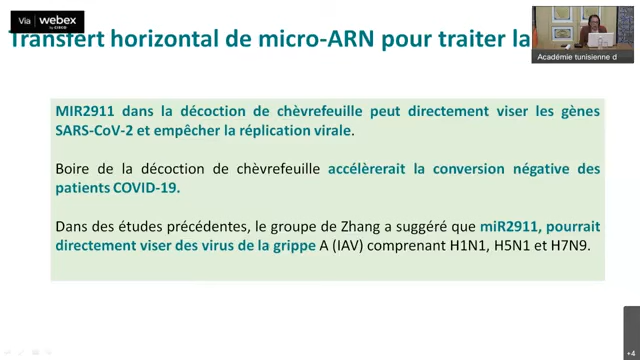 Via webex
by CISCO
Transfert horizontal de micro-ARN pour traiter la
Académie tunisienne d
MIR2911 dans la décoction de chèvrefeuille peut directement viser les gènes
SARS-CoV-2 et empêcher la réplication virale.
Boire de la décoction de chèvrefeuille accélèrerait la conversion négative des
patients COVID-19.
Dans des études précédentes, le groupe de Zhang a suggéré que miR2911, pourrait
directement viser des virus de la grippe A (IAV) comprenant H1N1, H5N1 et H7N9.
+4